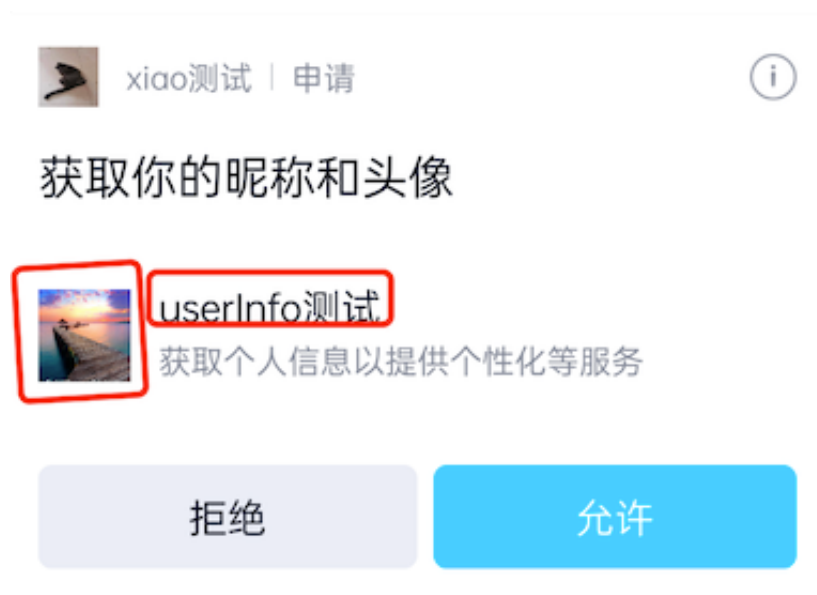 xiao测试 | 申请
获取你的昵称和头像
userInfo测试
获取个人信息以提供个性化等服务
拒绝
允许